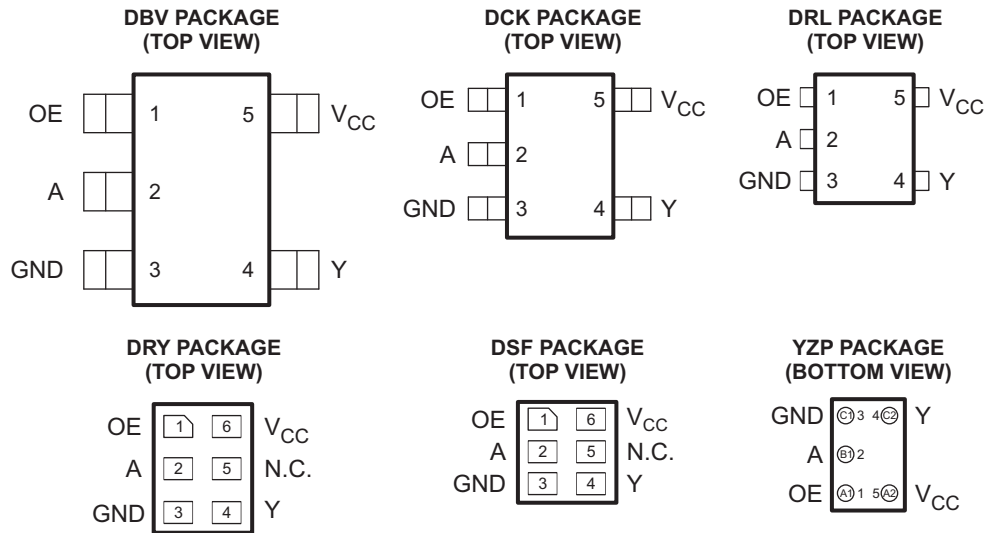 DBV PACKAGE
(TOP VIEW)
OE 1 5 VCC
A 2
GND 3 4 Y
DCK PACKAGE
(TOP VIEW)
OE 1 5 VCC
A 2
GND 3 4 Y
DRL PACKAGE
(TOP VIEW)
OE 1 5 VCC
A 2
GND 3 4 Y
DRY PACKAGE
(TOP VIEW)
OE 1 6 VCC
A 2 5 N.C.
GND 3 4 Y
DSF PACKAGE
(TOP VIEW)
OE 1 6 VCC
A 2 5 N.C.
GND 3 4 Y
YZP PACKAGE
(BOTTOM VIEW)
GND C1 3 4 C2 Y
A B1 2
OE A1 1 5 A2 VCC